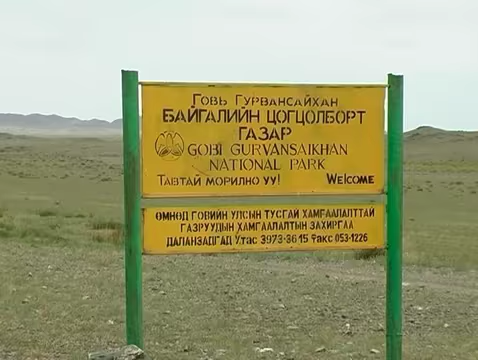 Говь Гурвансайхан
БАЙГАЛИЙН ЦОГЦОЛБОРТ
ГАЗАР
GOBI GURVANSAIKHAN
NATIONAL PARK
Тавтай морилно уу! Welcome
ӨМНӨД ГОВИЙН УЛСЫН ТУСГАЙ ХАМГААЛАЛТТАЙ
ГАЗРУУДЫН ХАМГААЛАЛТЫН ЗАХИРГАА
ДАЛАНЗАДГАД Утас 3973-3615 Факс 053-1226